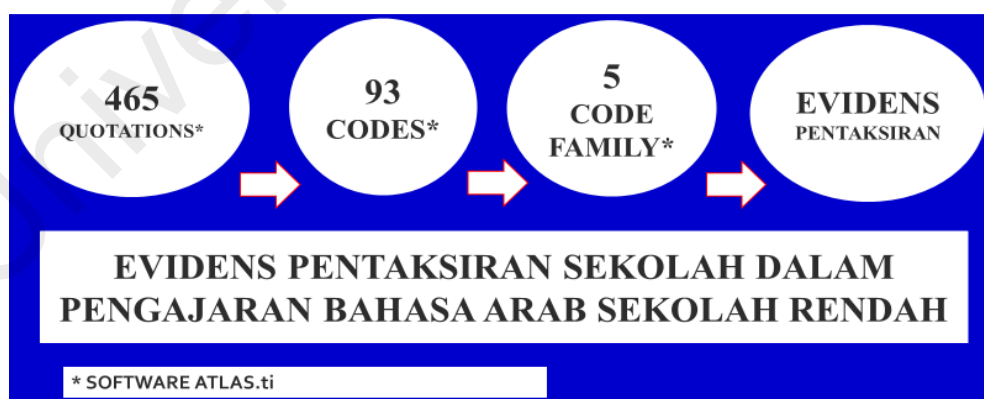 465
QUOTATIONS*
93
CODES*
5
CODE
FAMILY*
EVIDENS
PENTAKSIRAN
EVIDENS PENTAKSIRAN SEKOLAH DALAM
PENGAJARAN BAHASA ARAB SEKOLAH RENDAH
* SOFTWARE ATLAS.ti